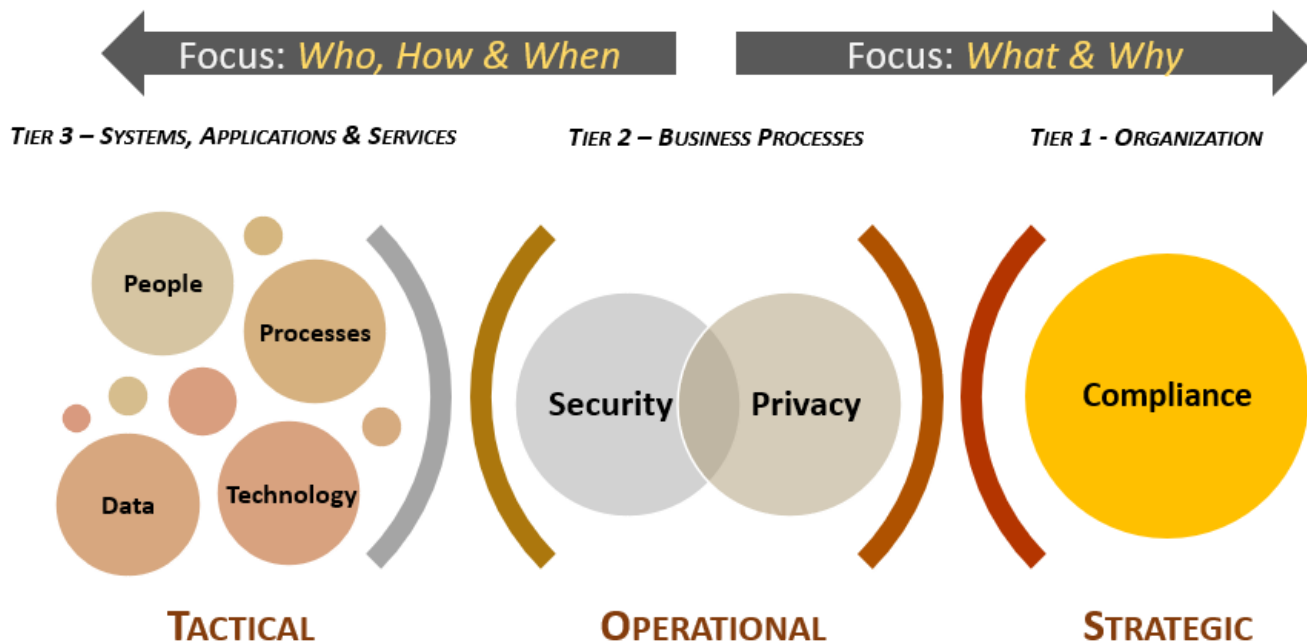 Focus: Who, How & When
Focus: What & Why
Tier 3 – Systems, Applications & Services
Tier 2 – Business Processes
Tier 1 - Organization
People
Processes
Data
Technology
Security
Privacy
Compliance
Tactical
Operational
Strategic